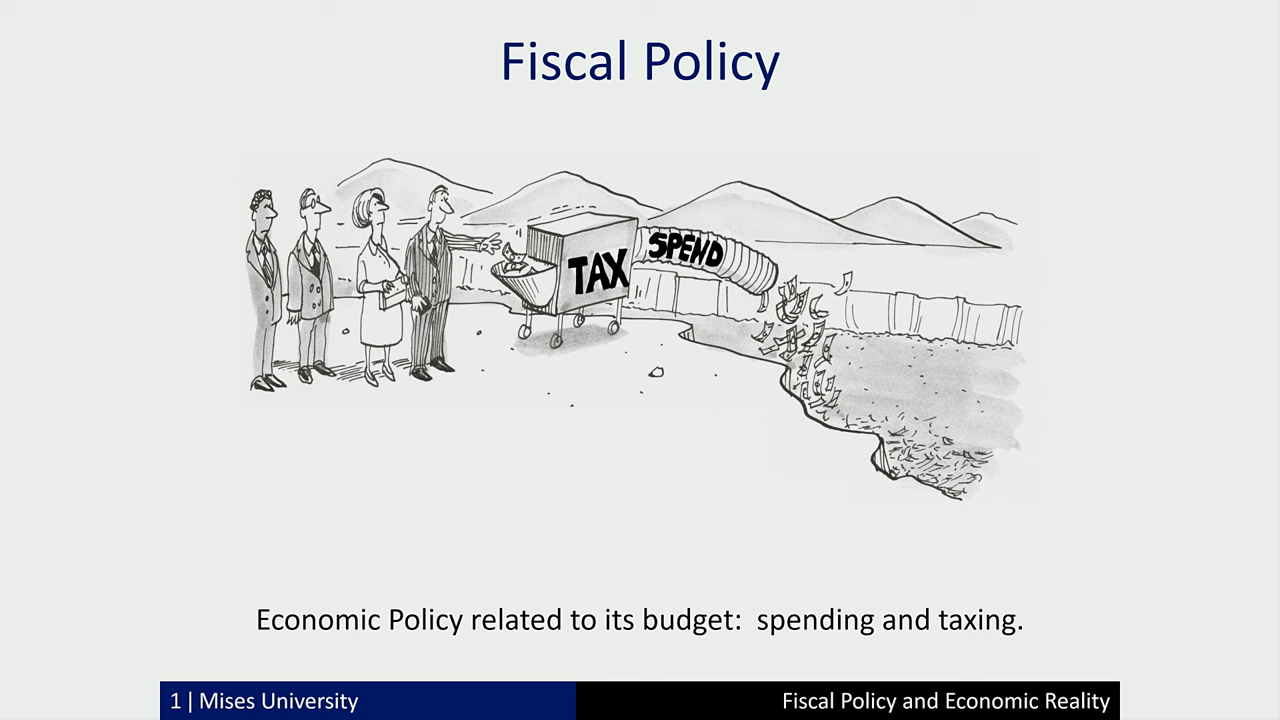 Fiscal Policy
TAX
SPEND
Economic Policy related to its budget:  spending and taxing.
1 | Mises University
Fiscal Policy and Economic Reality